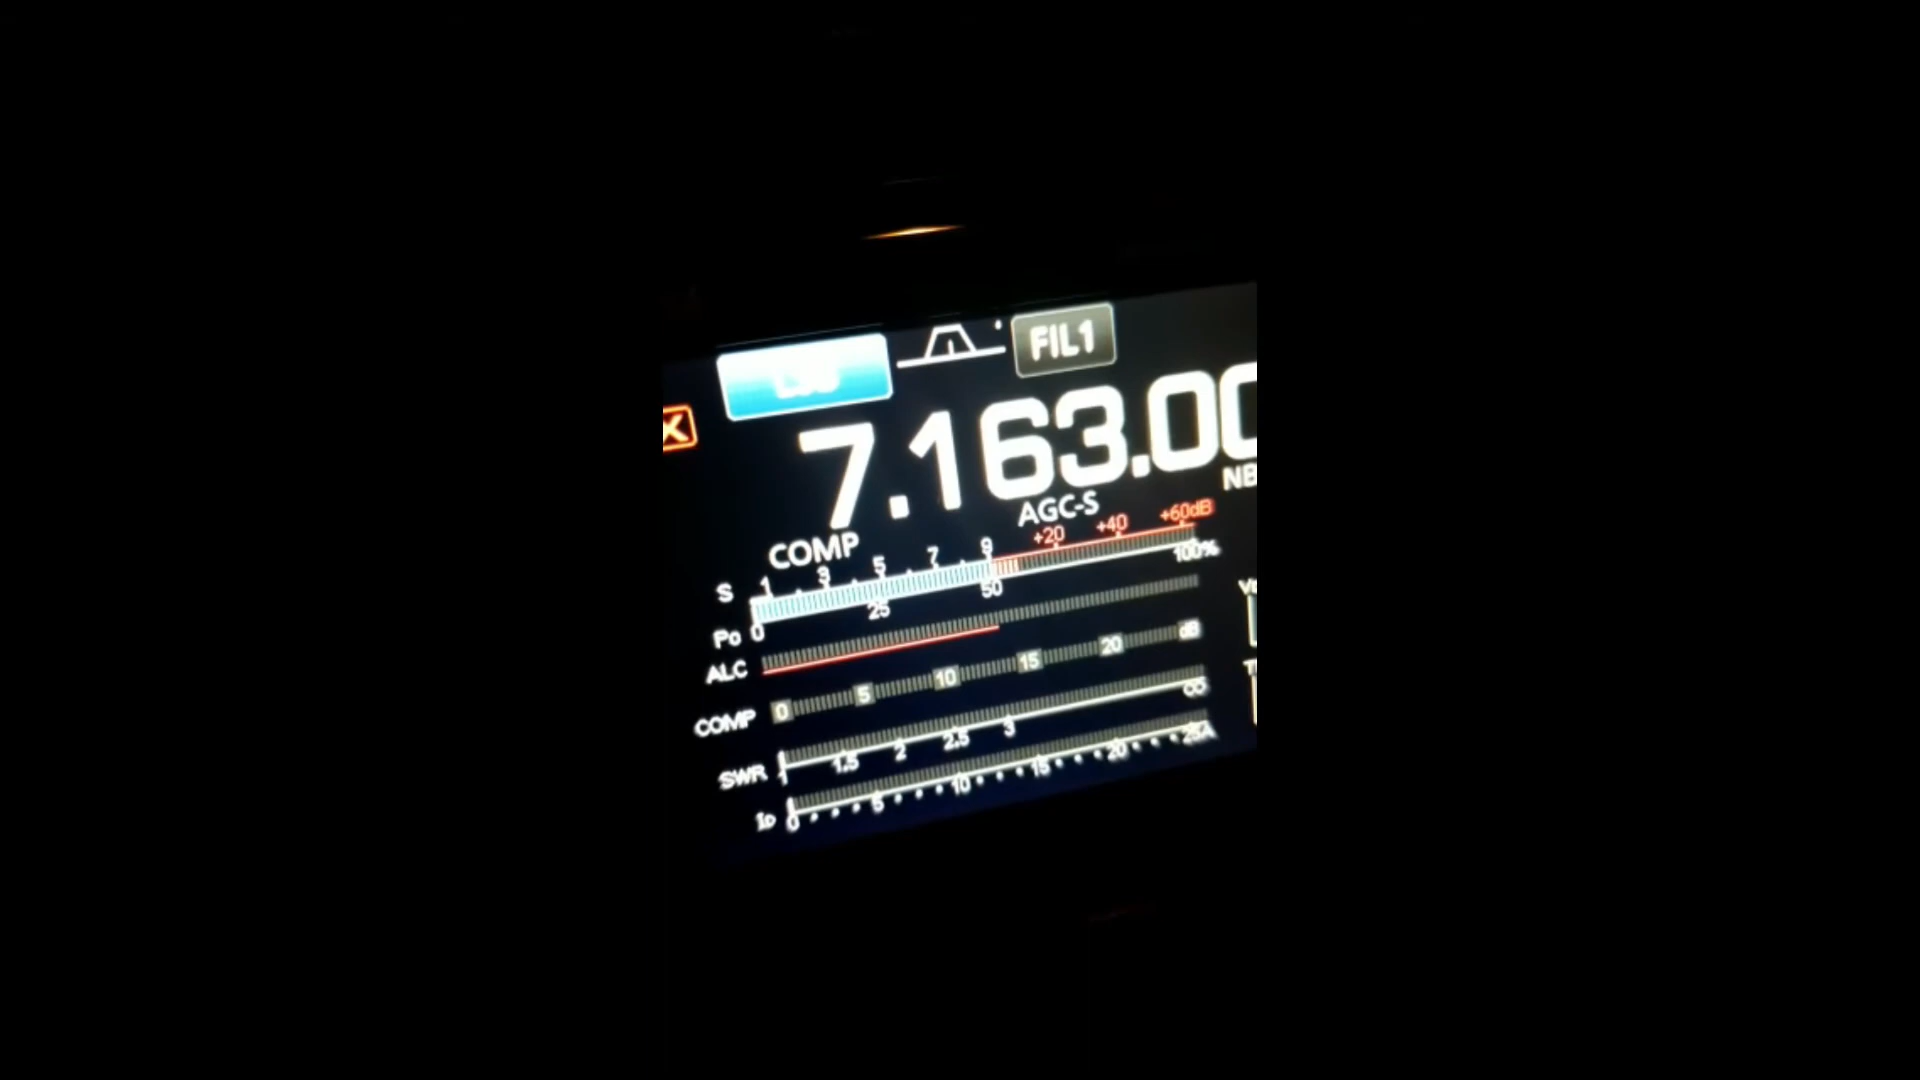 FIL1
X
7.163.00
NB
AGC-S
COMP
S 1 3 5 7 9 +20 +40 +60dB
Po 0 25 50 100%
ALC
COMP 0 5 10 15 20 dB
SWR 1 1.5 2 2.5 3 ∞
ID 0 5 10 15 20 25A